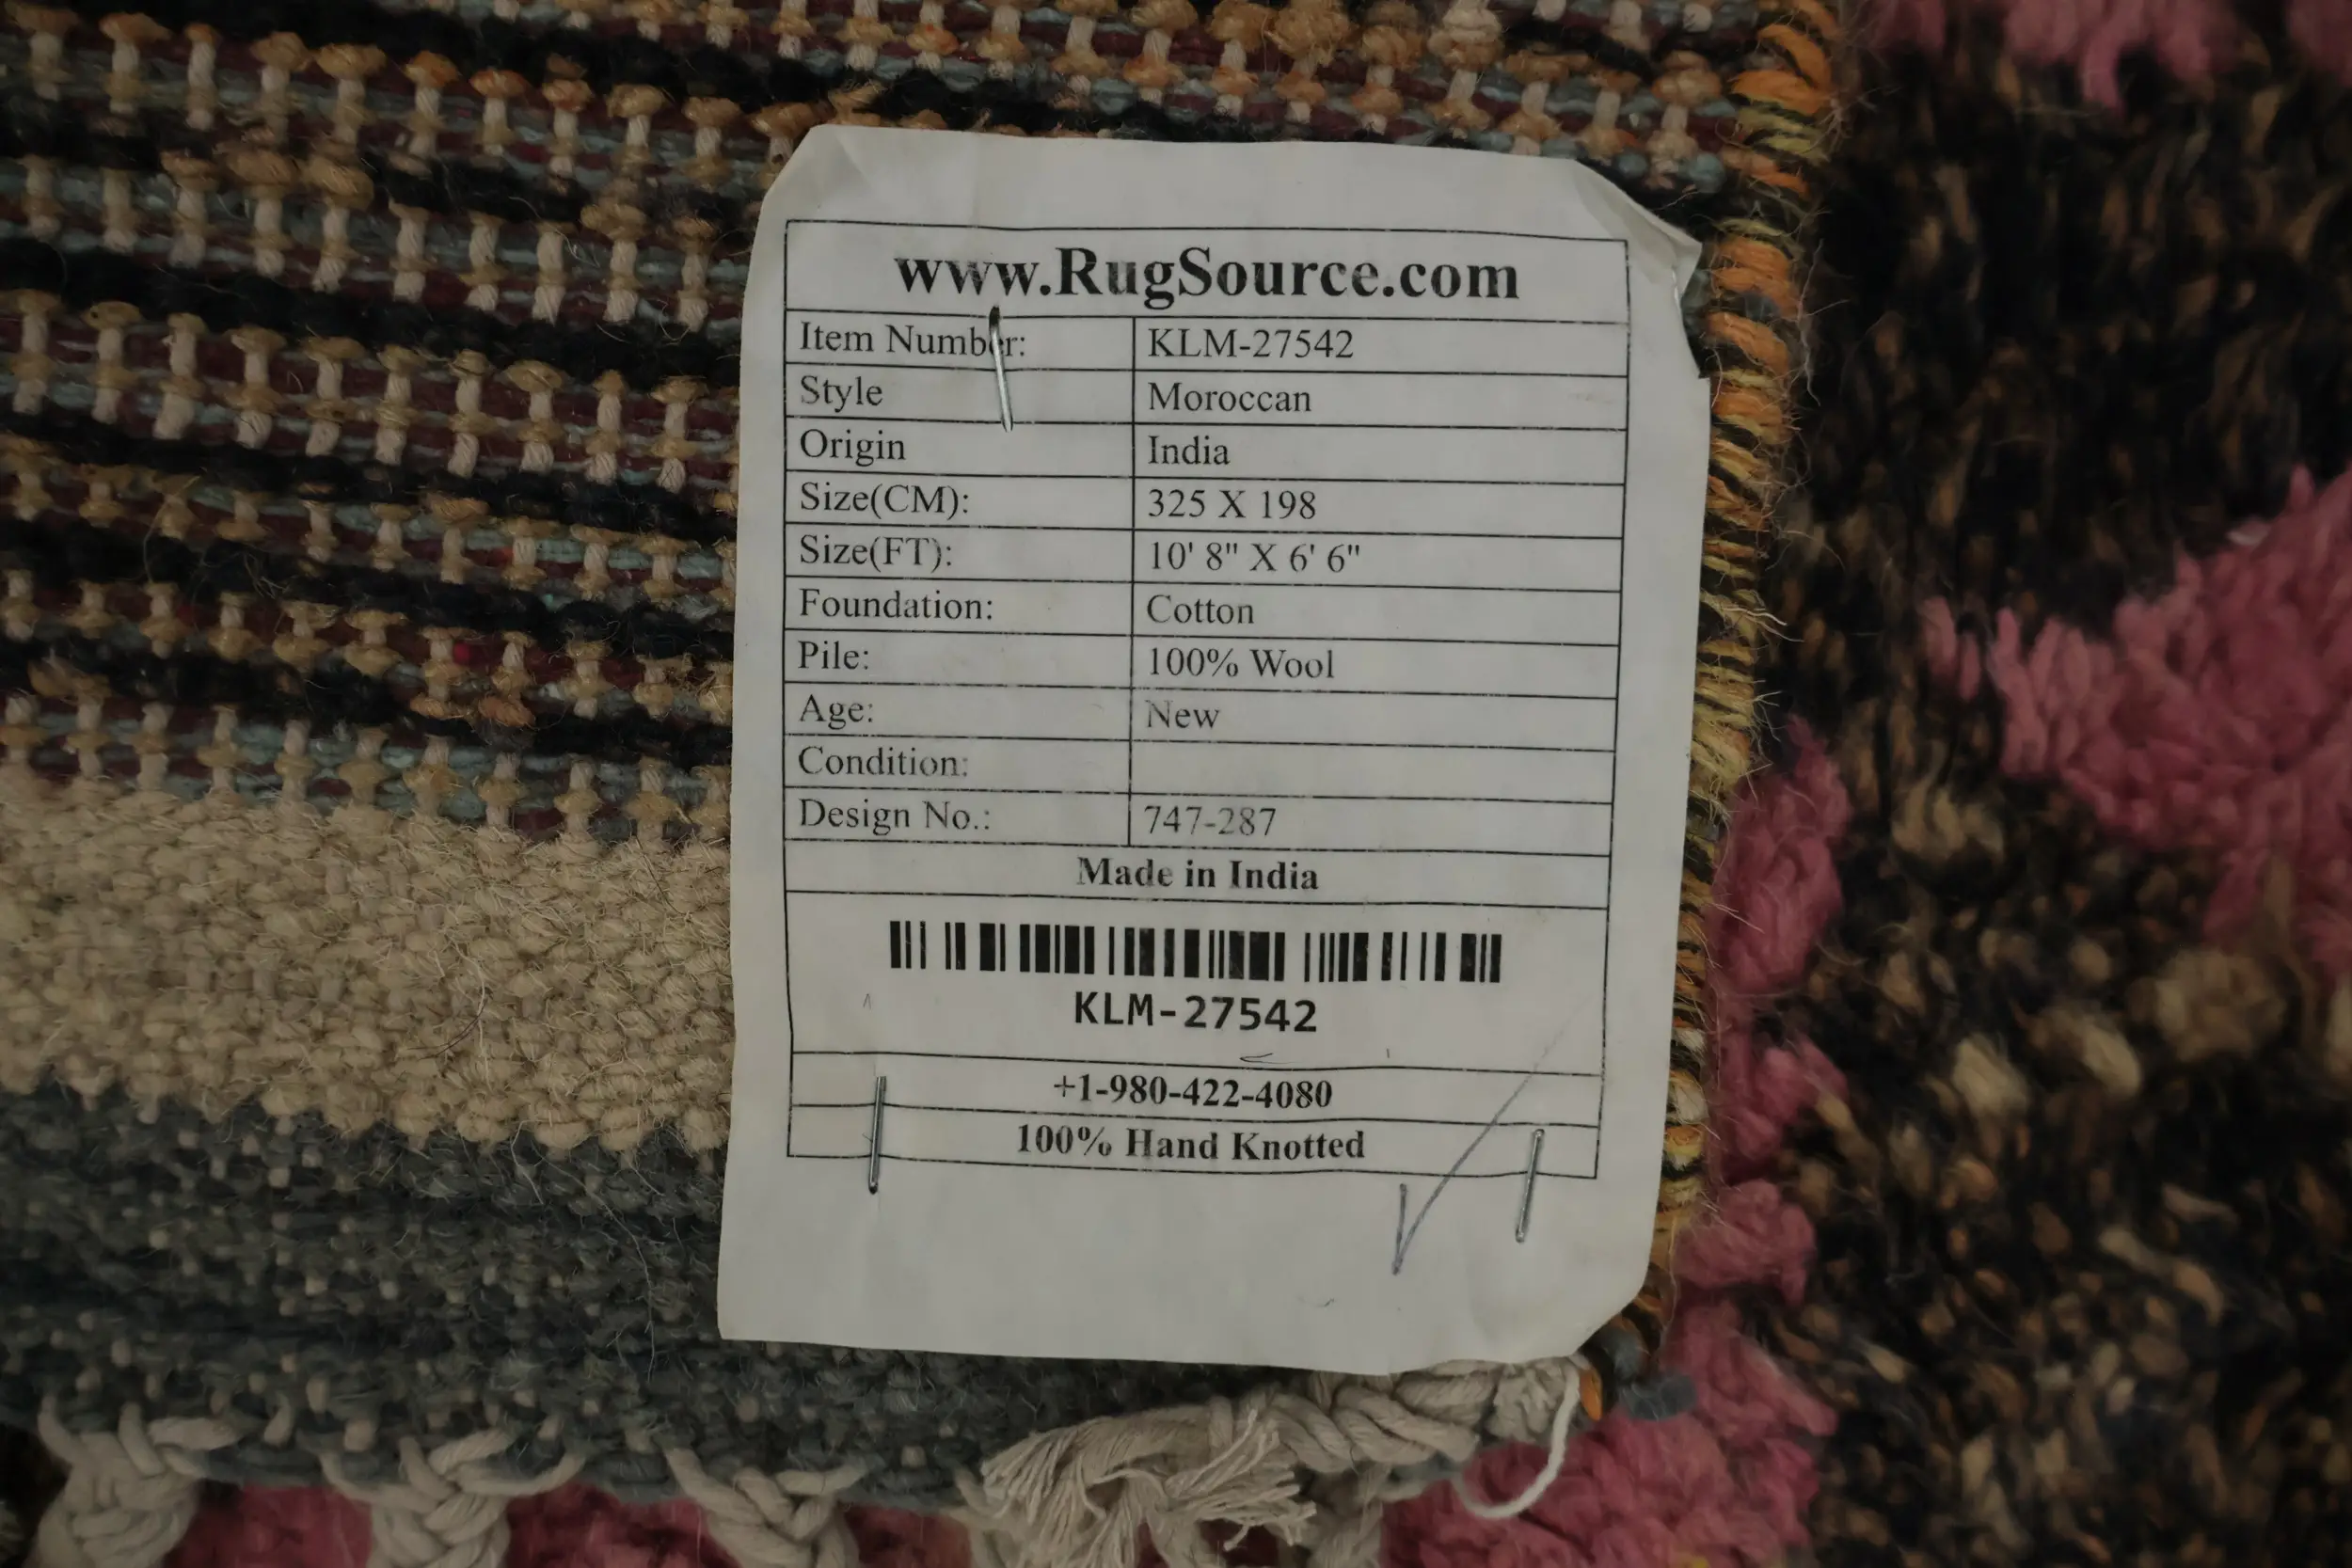 www.RugSource.com
Item Number: KLM-27542
Style Moroccan
Origin India
Size(CM): 325 X 198
Size(FT): 10' 8" X 6' 6"
Foundation: Cotton
Pile: 100% Wool
Age: New
Condition:
Design No.: 747-287
Made in India
KLM-27542
+1-980-422-4080
100% Hand Knotted